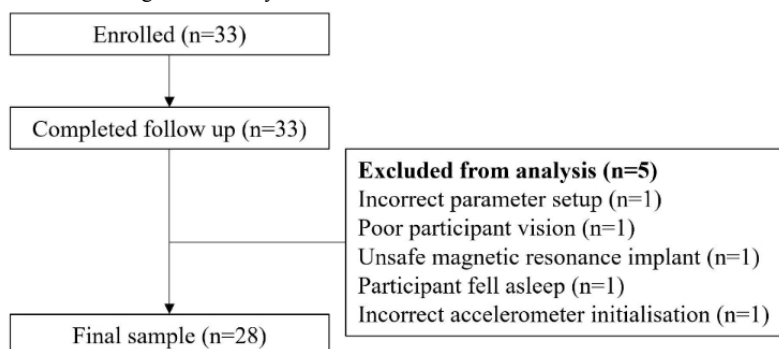 Enrolled (n=33)
Completed follow up (n=33)
Excluded from analysis (n=5)
Incorrect parameter setup (n=1)
Poor participant vision (n=1)
Unsafe magnetic resonance implant (n=1)
Participant fell asleep (n=1)
Incorrect accelerometer initialisation (n=1)
Final sample (n=28)